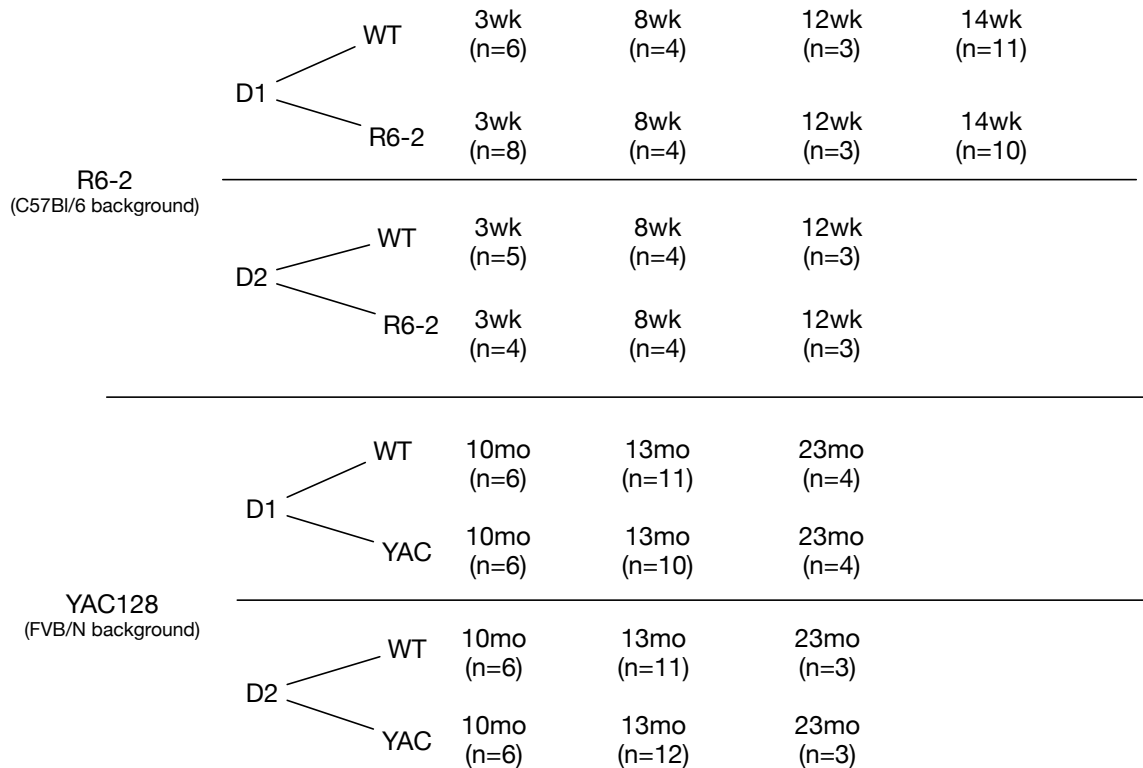 3wk 8wk 12wk 14wk
WT
(n=6) (n=4) (n=3) (n=11)
D1
3wk 8wk 12wk 14wk
R6-2
(n=8) (n=4) (n=3) (n=10)
R6-2
(C57Bl/6 background)
3wk 8wk 12wk
WT
(n=5) (n=4) (n=3)
D2
3wk 8wk 12wk
R6-2
(n=4) (n=4) (n=3)
10mo 13mo 23mo
WT
(n=6) (n=11) (n=4)
D1
10mo 13mo 23mo
YAC
(n=6) (n=10) (n=4)
YAC128
(FVB/N background)
10mo 13mo 23mo
WT
(n=6) (n=11) (n=3)
D2
10mo 13mo 23mo
YAC
(n=6) (n=12) (n=3)